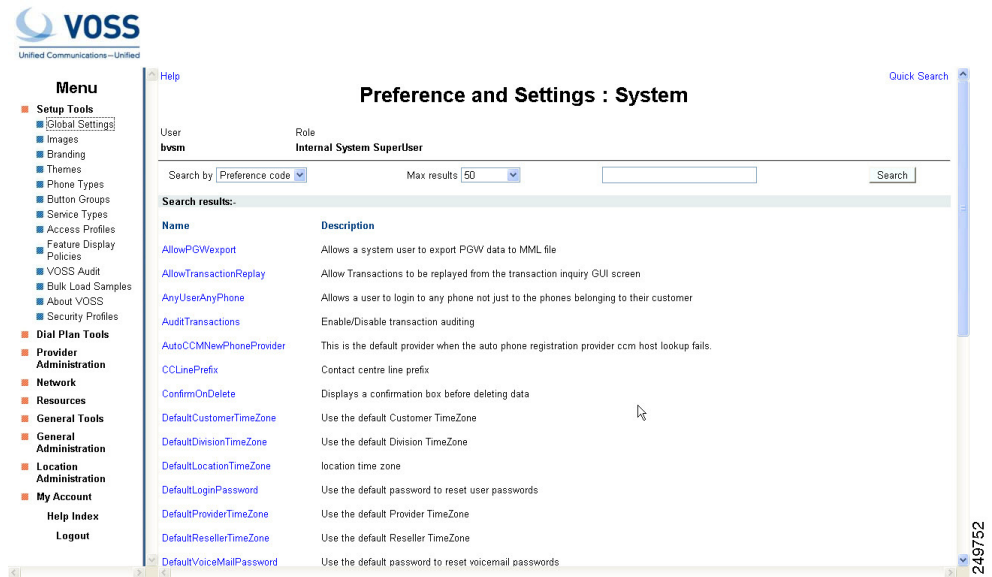 VOSS
Unified Communications—Unified
Menu
Setup Tools
Global Settings
Images
Branding
Themes
Phone Types
Button Groups
Service Types
Access Profiles
Feature Display
Policies
VOSS Audit
Bulk Load Samples
About VOSS
Security Profiles
Dial Plan Tools
Provider
Administration
Network
Resources
General Tools
General
Administration
Location
Administration
My Account
Help Index
Logout
Help
Quick Search
Preference and Settings : System
User Role
bvsm Internal System SuperUser
Search by Preference code Max results 50 Search
Search results:-
Name Description
AllowPGWexport Allows a system user to export PGW data to MML file
AllowTransactionReplay Allow Transactions to be replayed from the transaction inquiry GUI screen
AnyUserAnyPhone Allows a user to login to any phone not just to the phones belonging to their customer
AuditTransactions Enable/Disable transaction auditing
AutoCCMNewPhoneProvider This is the default provider when the auto phone registration provider ccm host lookup fails.
CCLinePrefix Contact centre line prefix
ConfirmOnDelete Displays a confirmation box before deleting data
DefaultCustomerTimeZone Use the default Customer TimeZone
DefaultDivisionTimeZone Use the default Division TimeZone
DefaultLocationTimeZone location time zone
DefaultLoginPassword Use the default password to reset user passwords
DefaultProviderTimeZone Use the default Provider TimeZone
DefaultResellerTimeZone Use the default Reseller TimeZone
DefaultVoiceMailPassword Use the default password to reset voicemail passwords
249752